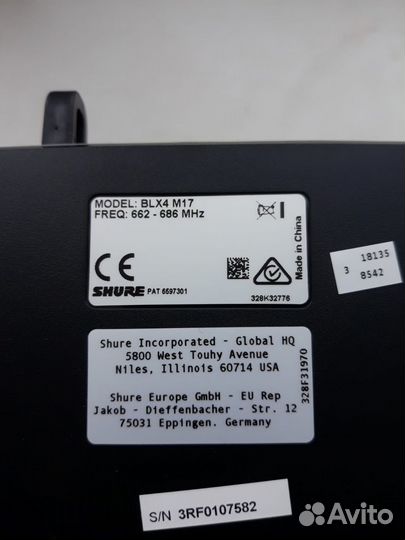 MODEL: BLX4 M17
FREQ: 662 - 686 MHz
CE
SHURE PAT 6597301
328K32776
Made in China
3 18135
8542
Shure Incorporated - Global HQ
5800 West Touhy Avenue
Niles, Illinois 60714 USA
Shure Europe GmbH - EU Rep
Jakob - Dieffenbacher - Str. 12
75031 Eppingen. Germany
328F31970
S/N 3RF0107582
Avito